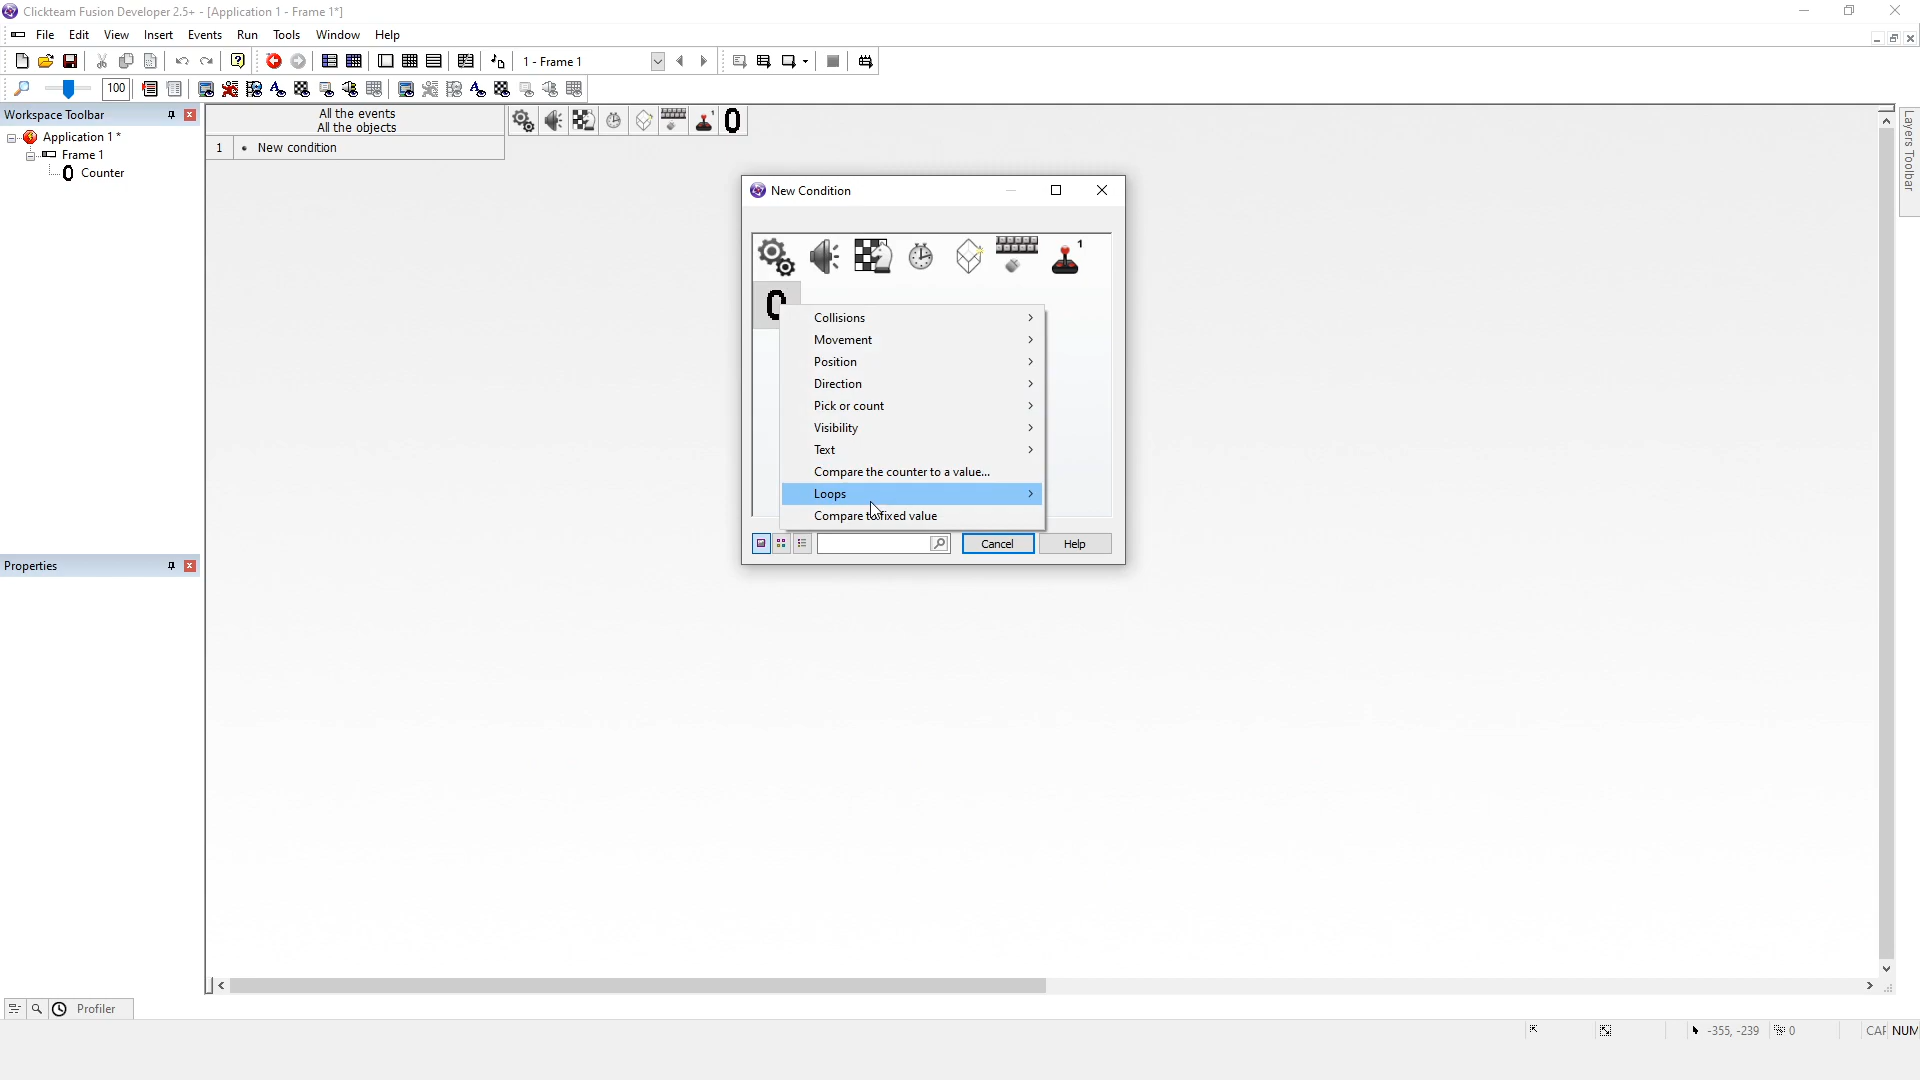 Clickteam Fusion Developer 2.5+ - [Application 1 - Frame 1*]
File Edit View Insert Events Run Tools Window Help
1 - Frame 1
100
Workspace Toolbar
Application 1 *
Frame 1
Counter
All the events
All the objects
1 • New condition
Layers Toolbar
New Condition
1
0
Collisions
Movement
Position
Direction
Pick or count
Visibility
Text
Compare the counter to a value...
Loops
Compare to fixed value
Cancel Help
Properties
Profiler
-355, -239 0 CAP NUM